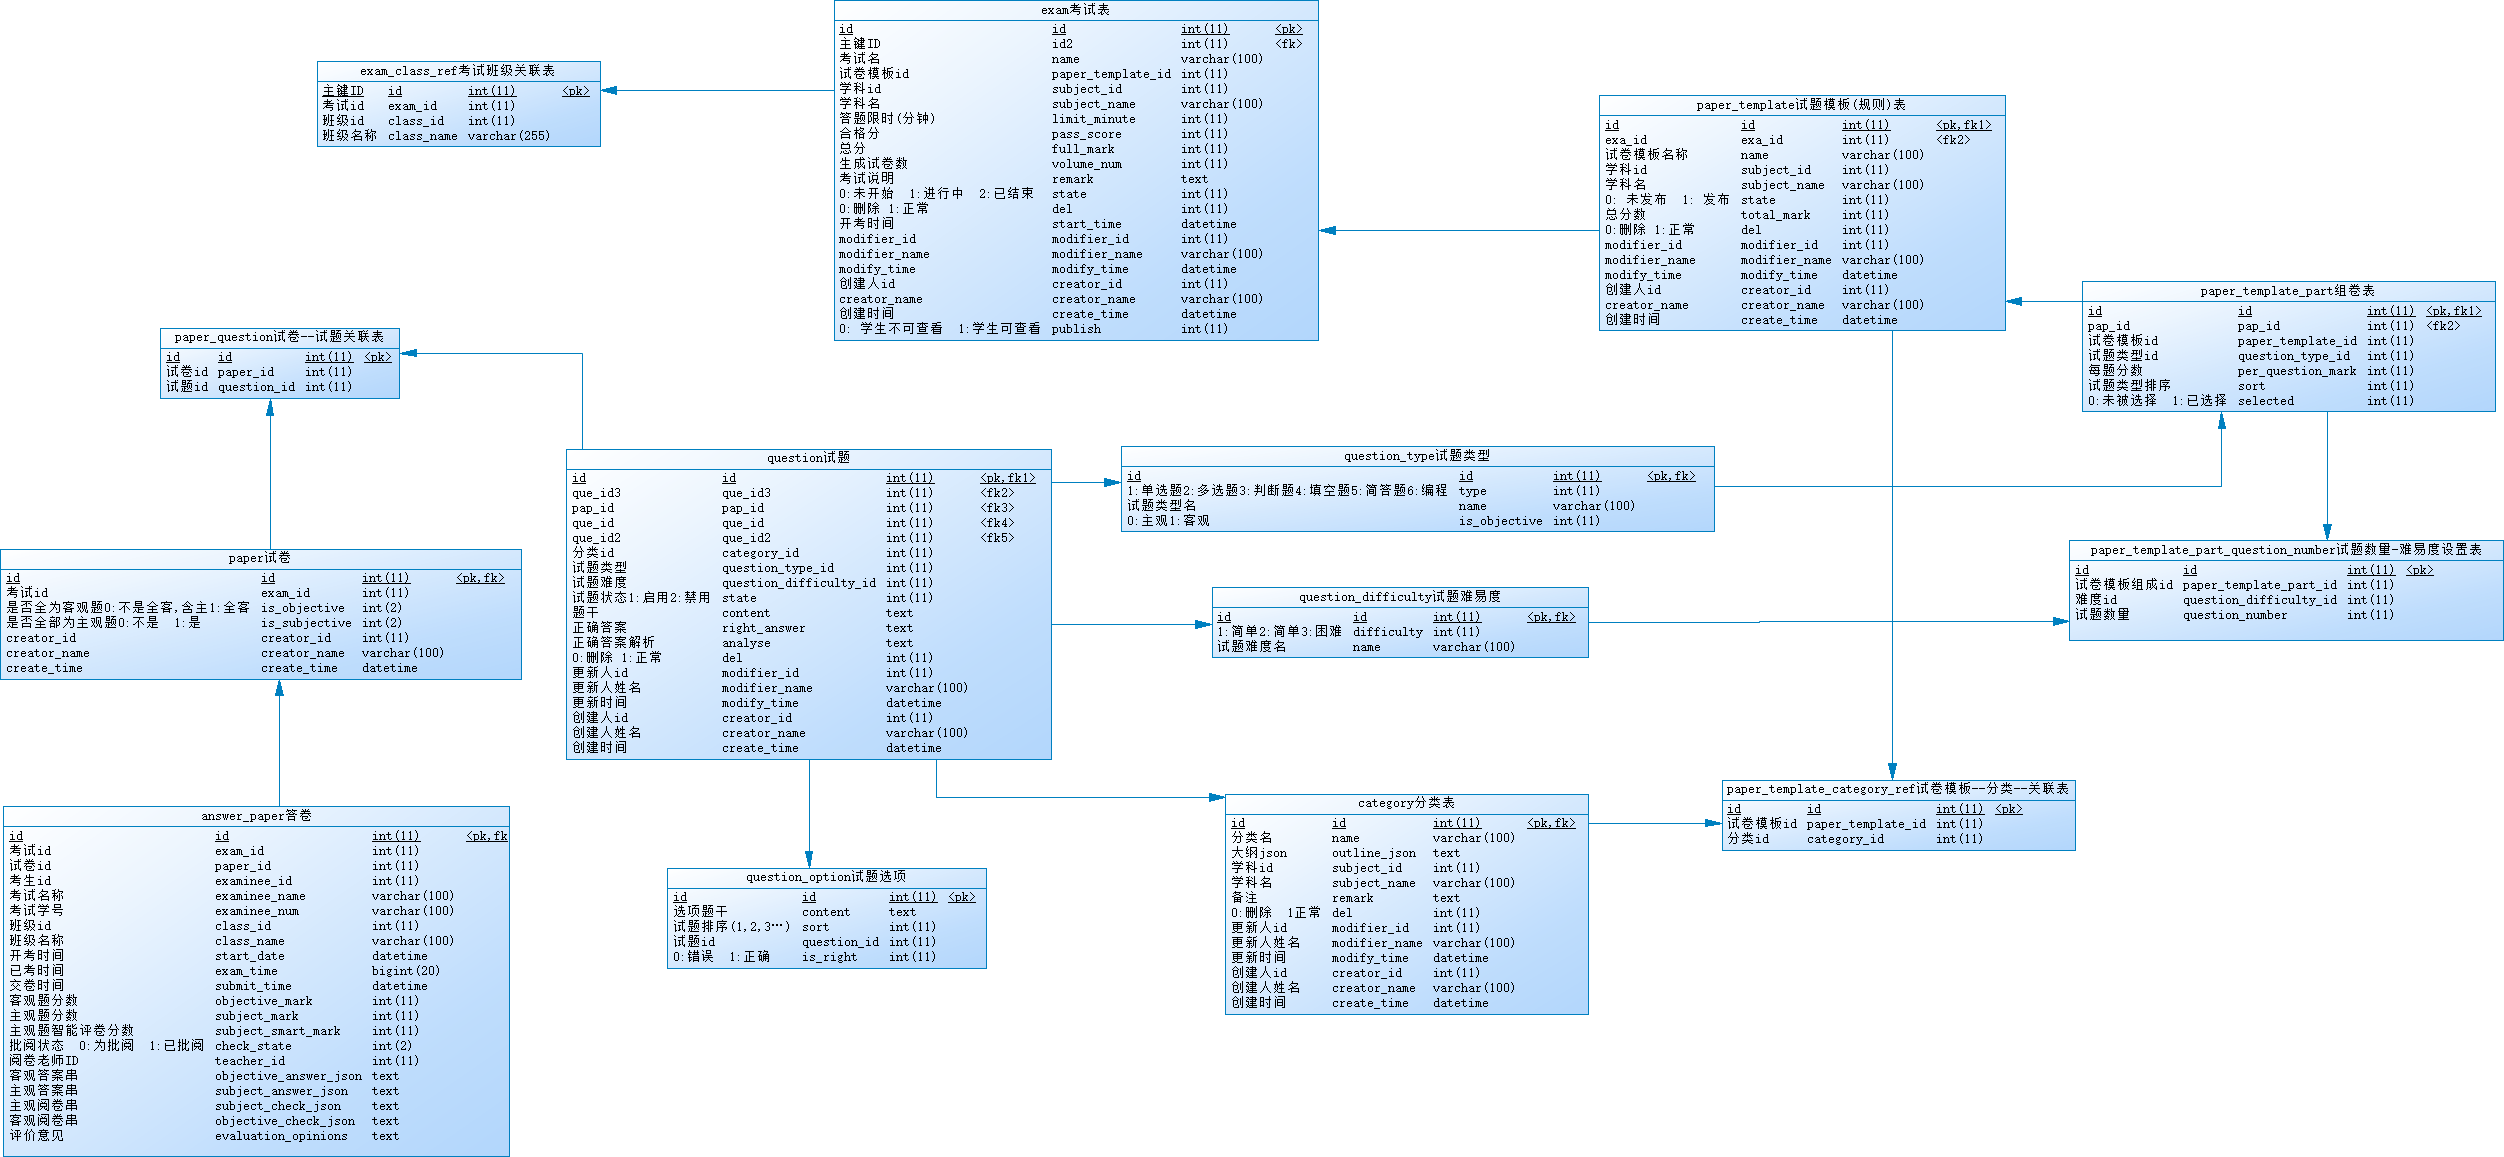 exam考试表
id id int(11) <pk>
主键ID id2 int(11) <fk>
考试名 name varchar(100)
试卷模板id paper_template_id int(11)
学科id subject_id int(11)
学科名 subject_name varchar(100)
答题限时(分钟) limit_minute int(11)
合格分 pass_score int(11)
总分 full_mark int(11)
生成试卷数 volume_num int(11)
考试说明 remark text
0:未开始 1:进行中 2:已结束 state int(11)
0:删除 1:正常 del int(11)
开考时间 start_time datetime
modifier_id modifier_id int(11)
modifier_name modifier_name varchar(100)
modify_time modify_time datetime
创建人id creator_id int(11)
creator_name creator_name varchar(100)
创建时间 create_time datetime
0: 学生不可查看 1:学生可查看 publish int(11)
exam_class_ref考试班级关联表
主键ID id int(11) <pk>
考试id exam_id int(11)
班级id class_id int(11)
班级名称 class_name varchar(255)
paper_template试题模板(规则)表
id id int(11) <pk,fk1>
exa_id exa_id int(11) <fk2>
试卷模板名称 name varchar(100)
学科id subject_id int(11)
学科名 subject_name varchar(100)
0: 未发布 1: 发布 state int(11)
总分数 total_mark int(11)
0:删除 1:正常 del int(11)
modifier_id modifier_id int(11)
modifier_name modifier_name varchar(100)
modify_time modify_time datetime
创建人id creator_id int(11)
creator_name creator_name varchar(100)
创建时间 create_time datetime
paper_template_part组卷表
id id int(11) <pk,fk1>
pap_id pap_id int(11) <fk2>
试卷模板id paper_template_id int(11)
试题类型id question_type_id int(11)
每题分数 per_question_mark int(11)
试题类型排序 sort int(11)
0:未被选择 1:已选择 selected int(11)
paper_question试卷--试题关联表
id id int(11) <pk>
试卷id paper_id int(11)
试题id question_id int(11)
question试题
id id int(11) <pk,fk1>
que_id3 que_id3 int(11) <fk2>
pap_id pap_id int(11) <fk3>
que_id que_id int(11) <fk4>
que_id2 que_id2 int(11) <fk5>
分类id category_id int(11)
试题类型 question_type_id int(11)
试题难度 question_difficulty_id int(11)
试题状态1:启用2:禁用 state int(11)
题干 content text
正确答案 right_answer text
正确答案解析 analyse text
0:删除 1:正常 del int(11)
更新人id modifier_id int(11)
更新人姓名 modifier_name varchar(100)
更新时间 modify_time datetime
创建人id creator_id int(11)
创建人姓名 creator_name varchar(100)
创建时间 create_time datetime
question_type试题类型
id id int(11) <pk,fk>
1:单选题2:多选题3:判断题4:填空题5:简答题6:编程 type int(11)
试题类型名 name varchar(100)
0:主观1:客观 is_objective int(11)
paper_template_part_question_number试题数量-难易度设置表
id id int(11) <pk>
试卷模板组成id paper_template_part_id int(11)
难度id question_difficulty_id int(11)
试题数量 question_number int(11)
paper试卷
id id int(11) <pk,fk>
考试id exam_id int(11)
是否全为客观题0:不是全客,含主1:全客 is_objective int(2)
是否全部为主观题0:不是 1:是 is_subjective int(2)
creator_id creator_id int(11)
creator_name creator_name varchar(100)
create_time create_time datetime
question_difficulty试题难易度
id id int(11) <pk,fk>
1:简单2:简单3:困难 difficulty int(11)
试题难度名 name varchar(100)
paper_template_category_ref试卷模板--分类--关联表
id id int(11) <pk>
试卷模板id paper_template_id int(11)
分类id category_id int(11)
category分类表
id id int(11) <pk,fk>
分类名 name varchar(100)
大纲json outline_json text
学科id subject_id int(11)
学科名 subject_name varchar(100)
备注 remark text
0:删除 1正常 del int(11)
更新人id modifier_id int(11)
更新人姓名 modifier_name varchar(100)
更新时间 modify_time datetime
创建人id creator_id int(11)
创建人姓名 creator_name varchar(100)
创建时间 create_time datetime
answer_paper答卷
id id int(11) <pk,fk
考试id exam_id int(11)
试卷id paper_id int(11)
考生id examinee_id int(11)
考试名称 examinee_name varchar(100)
考试学号 examinee_num varchar(100)
班级id class_id int(11)
班级名称 class_name varchar(100)
开考时间 start_date datetime
已考时间 exam_time bigint(20)
交卷时间 submit_time datetime
客观题分数 objective_mark int(11)
主观题分数 subject_mark int(11)
主观题智能评卷分数 subject_smart_mark int(11)
批阅状态 0:为批阅 1:已批阅 check_state int(2)
阅卷老师ID teacher_id int(11)
客观答案串 objective_answer_json text
主观答案串 subject_answer_json text
主观阅卷串 subject_check_json text
客观阅卷串 objective_check_json text
评价意见 evaluation_opinions text
question_option试题选项
id id int(11) <pk>
选项题干 content text
试题排序(1,2,3…) sort int(11)
试题id question_id int(11)
0:错误 1:正确 is_right int(11)